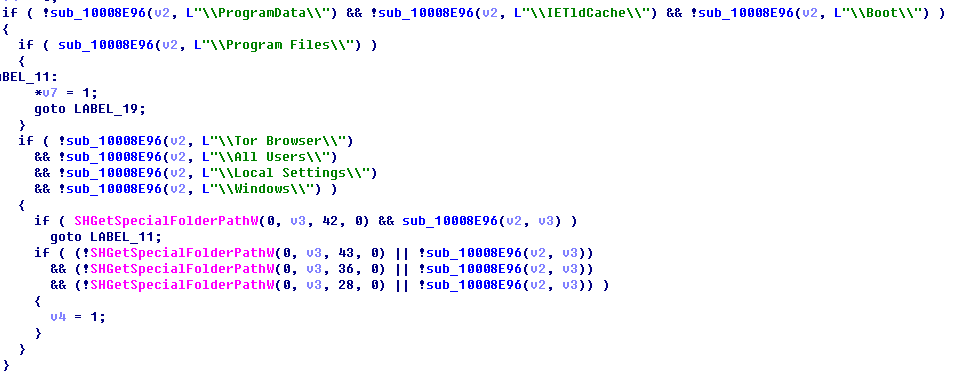 if ( !sub_10008E96(v2, L"\\ProgramData\\") && !sub_10008E96(v2, L"\\IETldCache\\") && !sub_10008E96(v2, L"\\Boot\\") )
{
  if ( sub_10008E96(v2, L"\\Program Files\\") )
  {
ABEL_11:
    *v7 = 1;
    goto LABEL_19;
  }
  if ( !sub_10008E96(v2, L"\\Tor Browser\\")
    && !sub_10008E96(v2, L"\\All Users\\")
    && !sub_10008E96(v2, L"\\Local Settings\\")
    && !sub_10008E96(v2, L"\\Windows\\") )
  {
    if ( SHGetSpecialFolderPathW(0, v3, 42, 0) && sub_10008E96(v2, v3) )
      goto LABEL_11;
    if ( (!SHGetSpecialFolderPathW(0, v3, 43, 0) || !sub_10008E96(v2, v3))
      && (!SHGetSpecialFolderPathW(0, v3, 36, 0) || !sub_10008E96(v2, v3))
      && (!SHGetSpecialFolderPathW(0, v3, 28, 0) || !sub_10008E96(v2, v3)) )
    {
      v4 = 1;
    }
  }
}